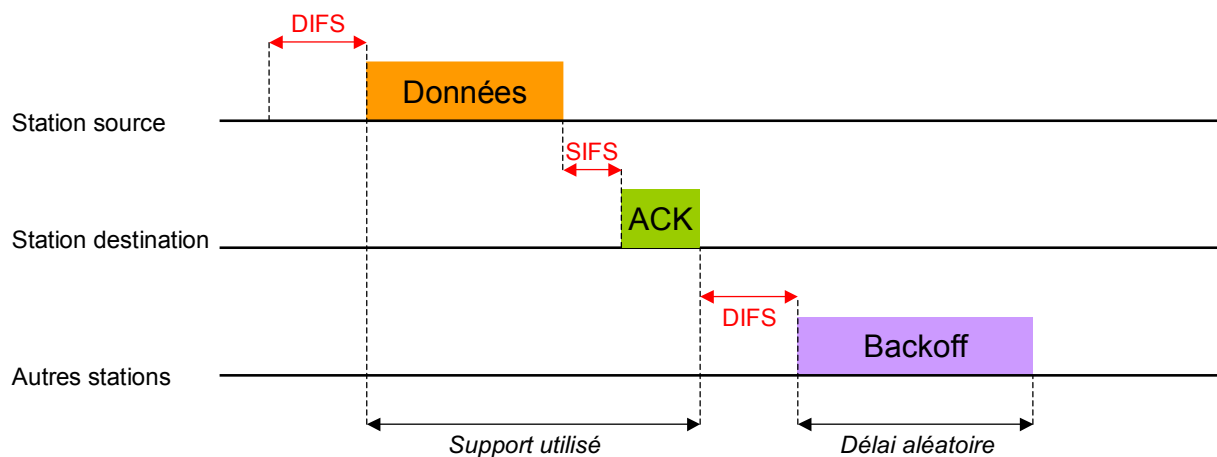 DIFS
Données
Station source
SIFS
ACK
Station destination
DIFS
Backoff
Autres stations
Support utilisé
Délai aléatoire